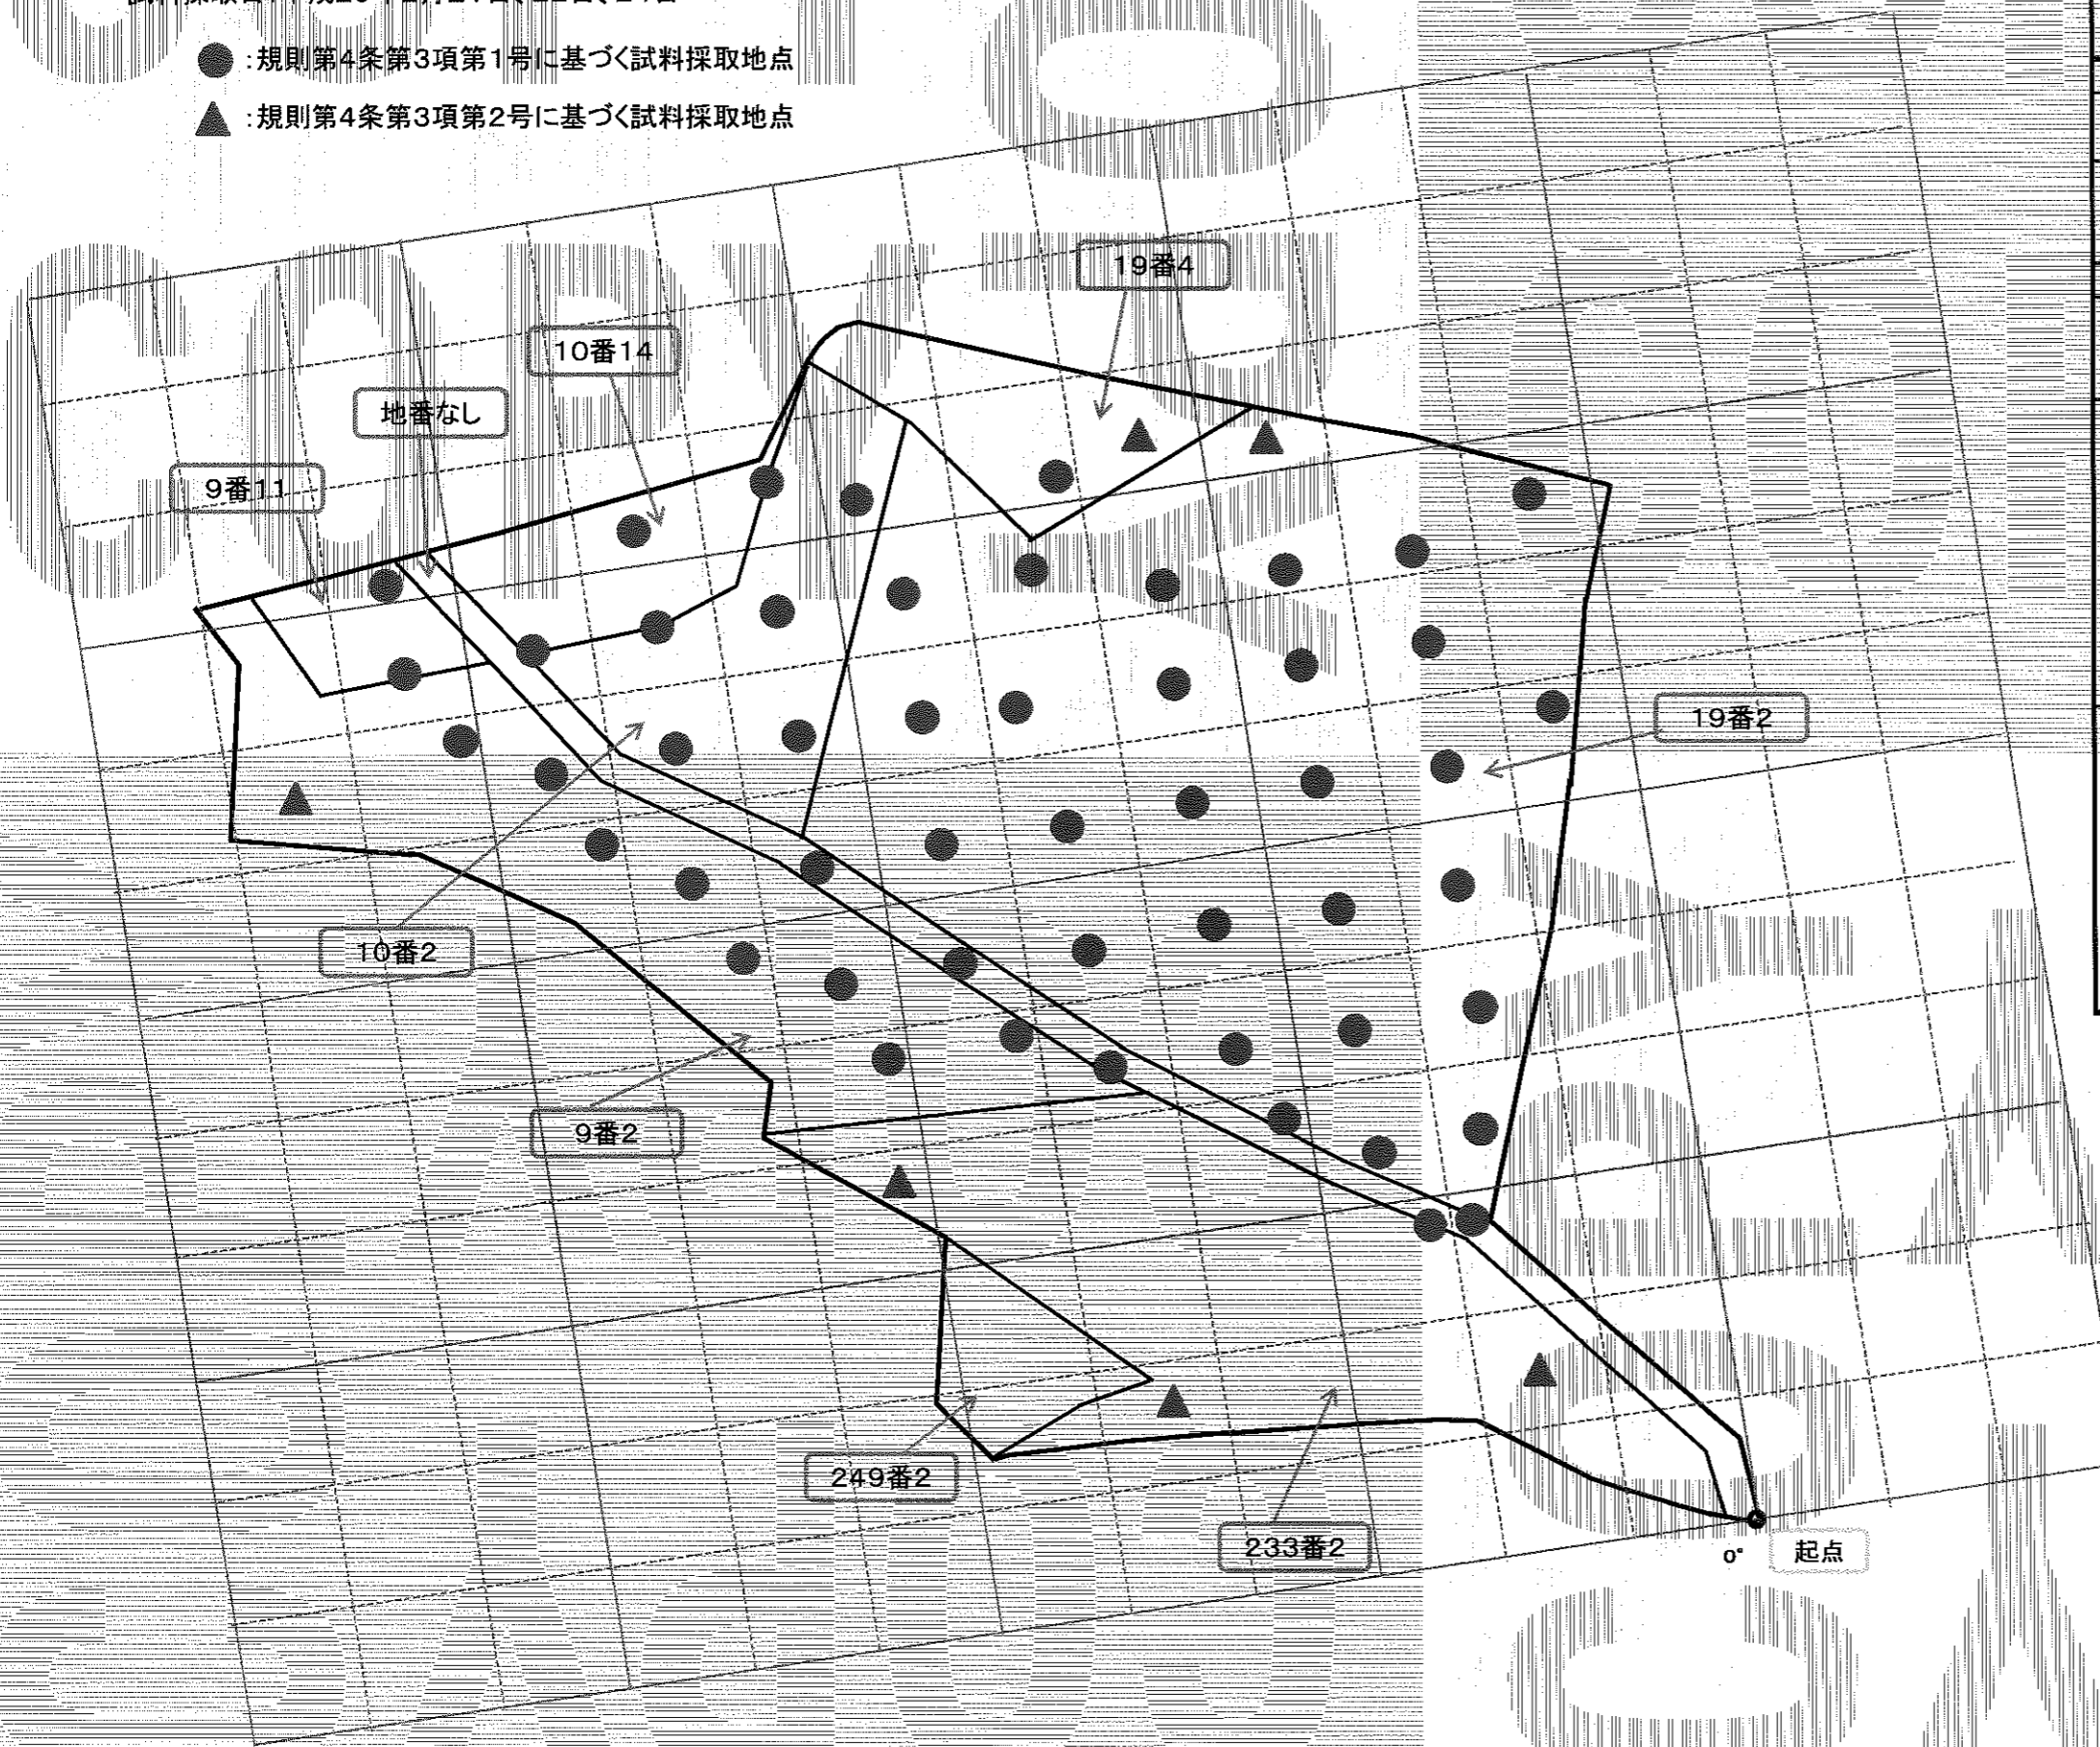 ●:規則第4条第3項第1号に基づく試料採取地点
▲:規則第4条第3項第2号に基づく試料採取地点
19番4
10番14
地番なし
9番11
19番2
10番2
9番2
249番2
233番2
0°
起点